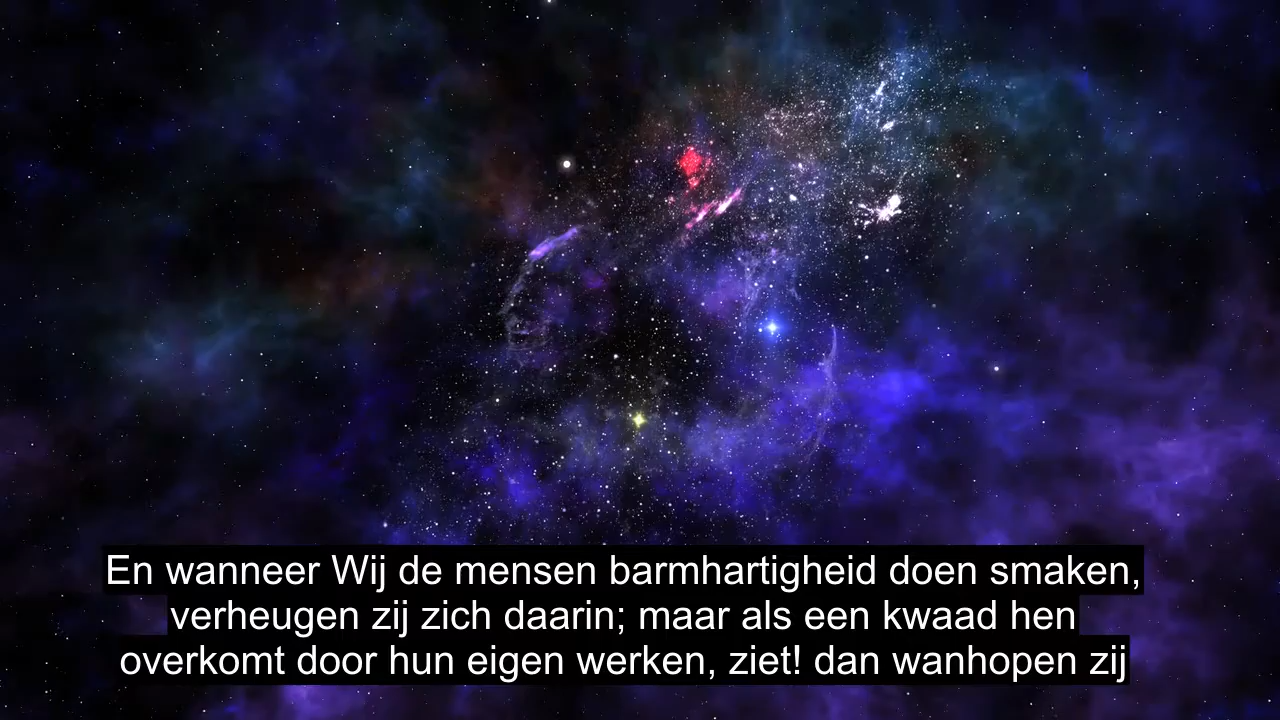 En wanneer Wij de mensen barmhartigheid doen smaken,
verheugen zij zich daarin; maar als een kwaad hen
overkomt door hun eigen werken, ziet! dan wanhopen zij